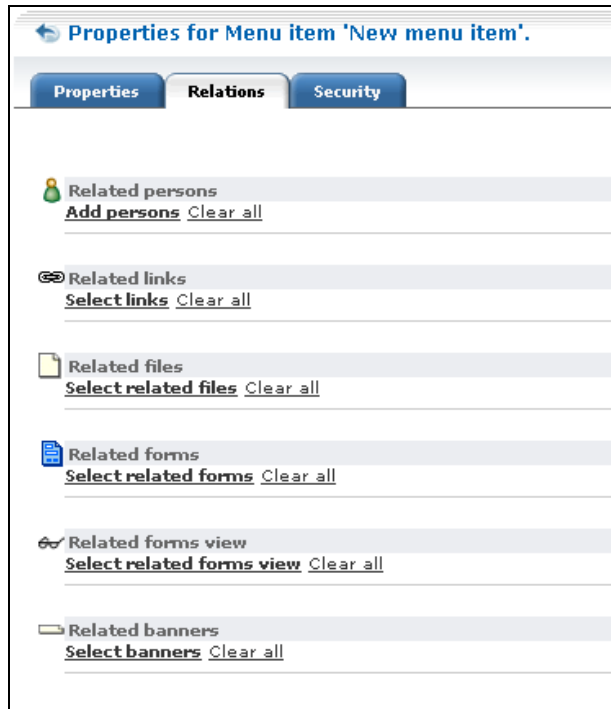 Properties for Menu item 'New menu item'.
Properties Relations Security
Related persons
Add persons Clear all
Related links
Select links Clear all
Related files
Select related files Clear all
Related forms
Select related forms Clear all
Related forms view
Select related forms view Clear all
Related banners
Select banners Clear all